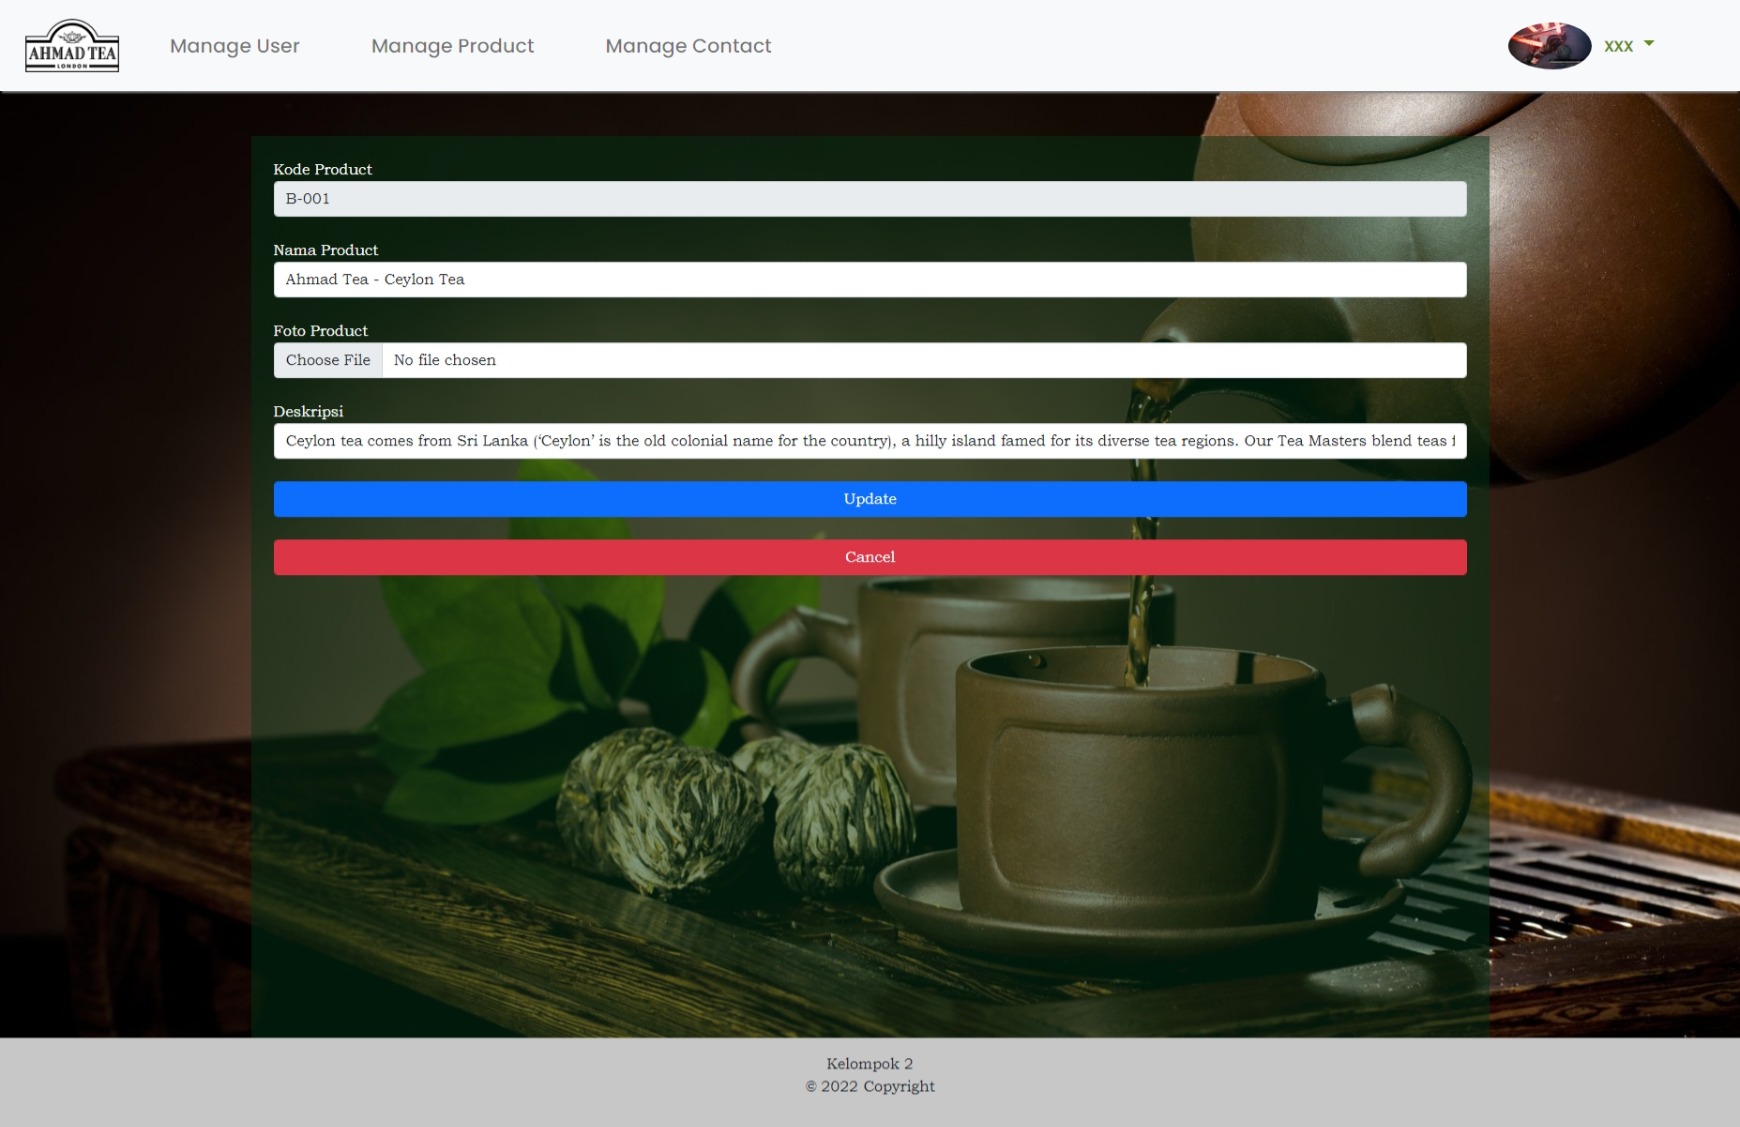 AHMAD TEA
LONDON
Manage User
Manage Product
Manage Contact
xxx
Kode Product
B-001
Nama Product
Ahmad Tea - Ceylon Tea
Foto Product
Choose File No file chosen
Deskripsi
Ceylon tea comes from Sri Lanka (‘Ceylon’ is the old colonial name for the country), a hilly island famed for its diverse tea regions. Our Tea Masters blend teas
Update
Cancel
Kelompok 2
© 2022 Copyright